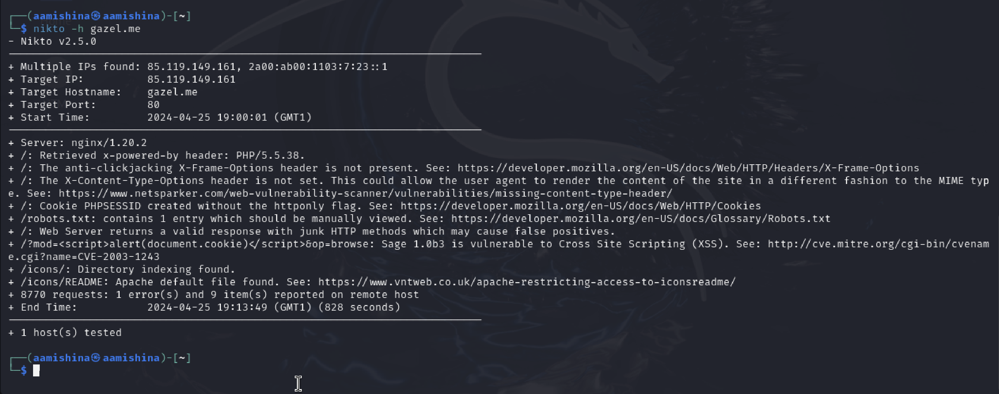 ┌──(aamishina㉿aamishina)-[~]
└─$ nikto -h gazel.me
- Nikto v2.5.0
+ Multiple IPs found: 85.119.149.161, 2a00:ab00:1103:7:23::1
+ Target IP:          85.119.149.161
+ Target Hostname:    gazel.me
+ Target Port:        80
+ Start Time:         2024-04-25 19:00:01 (GMT1)
+ Server: nginx/1.20.2
+ /: Retrieved x-powered-by header: PHP/5.5.38.
+ /: The anti-clickjacking X-Frame-Options header is not present. See: https://developer.mozilla.org/en-US/docs/Web/HTTP/Headers/X-Frame-Options
+ /: The X-Content-Type-Options header is not set. This could allow the user agent to render the content of the site in a different fashion to the MIME typ
e. See: https://www.netsparker.com/web-vulnerability-scanner/vulnerabilities/missing-content-type-header/
+ /: Cookie PHPSESSID created without the httponly flag. See: https://developer.mozilla.org/en-US/docs/Web/HTTP/Cookies
+ /robots.txt: contains 1 entry which should be manually viewed. See: https://developer.mozilla.org/en-US/docs/Glossary/Robots.txt
+ /: Web Server returns a valid response with junk HTTP methods which may cause false positives.
+ /?mod=<script>alert(document.cookie)</script>&op=browse: Sage 1.0b3 is vulnerable to Cross Site Scripting (XSS). See: http://cve.mitre.org/cgi-bin/cvenam
e.cgi?name=CVE-2003-1243
+ /icons/: Directory indexing found.
+ /icons/README: Apache default file found. See: https://www.vntweb.co.uk/apache-restricting-access-to-iconsreadme/
+ 8770 requests: 1 error(s) and 9 item(s) reported on remote host
+ End Time:           2024-04-25 19:13:49 (GMT1) (828 seconds)
+ 1 host(s) tested
┌──(aamishina㉿aamishina)-[~]
└─$